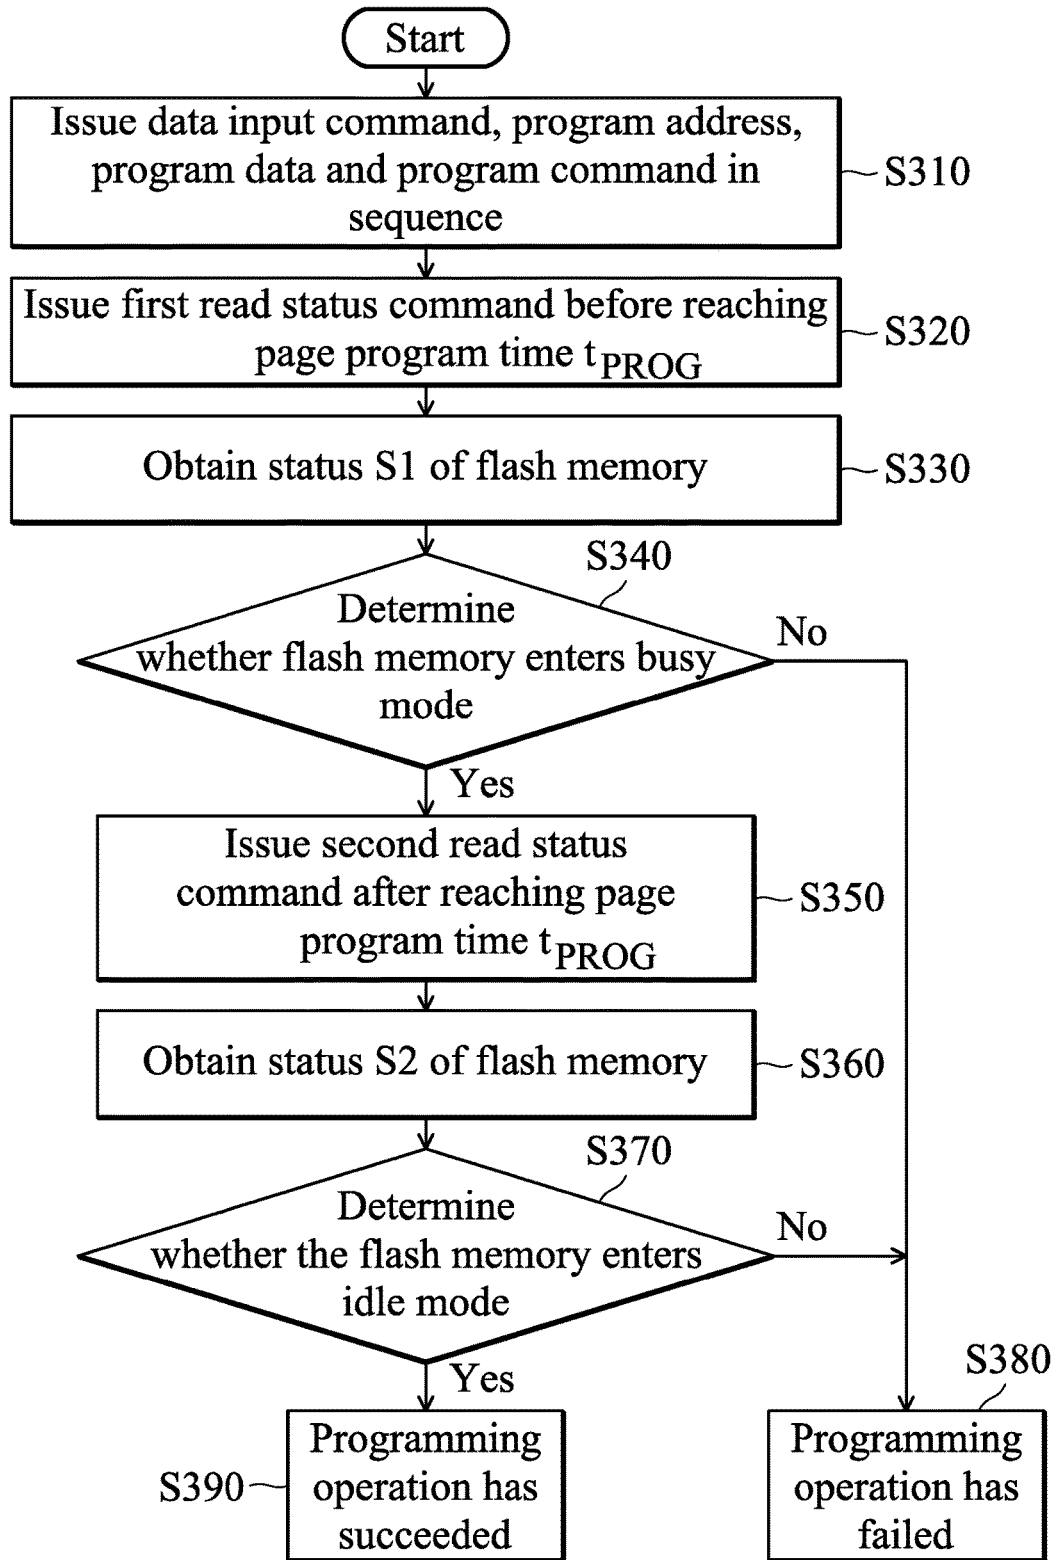 Start
Issue data input command, program address,
program data and program command in
sequence
S310
Issue first read status command before reaching
page program time tPROG
S320
Obtain status S1 of flash memory
S330
S340
Determine
whether flash memory enters busy
mode
No
Yes
Issue second read status
command after reaching page
program time tPROG
S350
Obtain status S2 of flash memory
S360
S370
Determine
whether the flash memory enters
idle mode
No
Yes
S380
Programming
operation has
succeeded
S390
Programming
operation has
failed